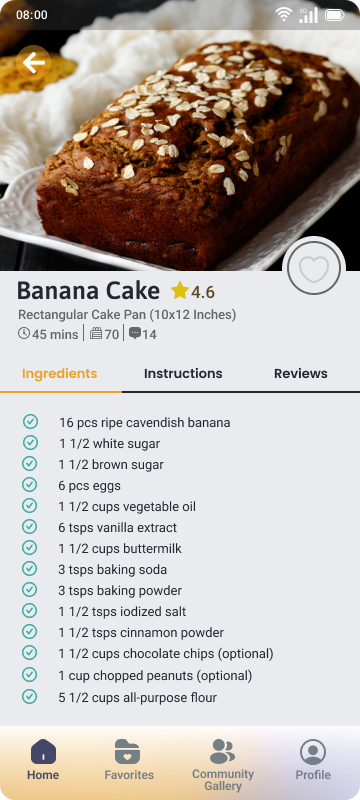 08:00
5G
Banana Cake 4.6
Rectangular Cake Pan (10x12 Inches)
45 mins 70 14
Ingredients Instructions Reviews
16 pcs ripe cavendish banana
1 1/2 white sugar
1 1/2 brown sugar
6 pcs eggs
1 1/2 cups vegetable oil
6 tsps vanilla extract
1 1/2 cups buttermilk
3 tsps baking soda
3 tsps baking powder
1 1/2 tsps iodized salt
1 1/2 tsps cinnamon powder
1 1/2 cups chocolate chips (optional)
1 cup chopped peanuts (optional)
5 1/2 cups all-purpose flour
Home Favorites Community Gallery Profile